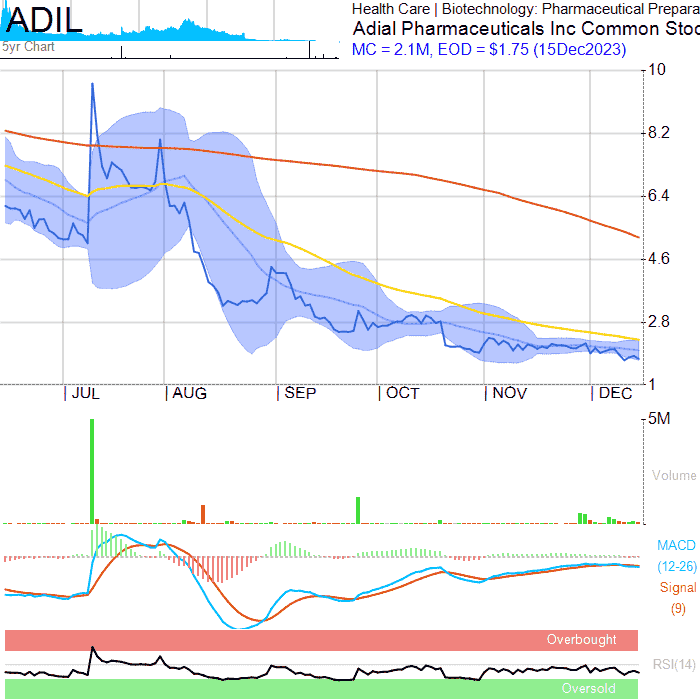 ADIL
5yr Chart
Health Care | Biotechnology: Pharmaceutical Prepara
Adial Pharmaceuticals Inc Common Stoc
MC = 2.1M, EOD = $1.75 (15Dec2023)
10
8.2
6.4
4.6
2.8
1
JUL AUG SEP OCT NOV DEC
5M
Volume
MACD
(12-26)
Signal
(9)
Overbought
RSI(14)
Oversold